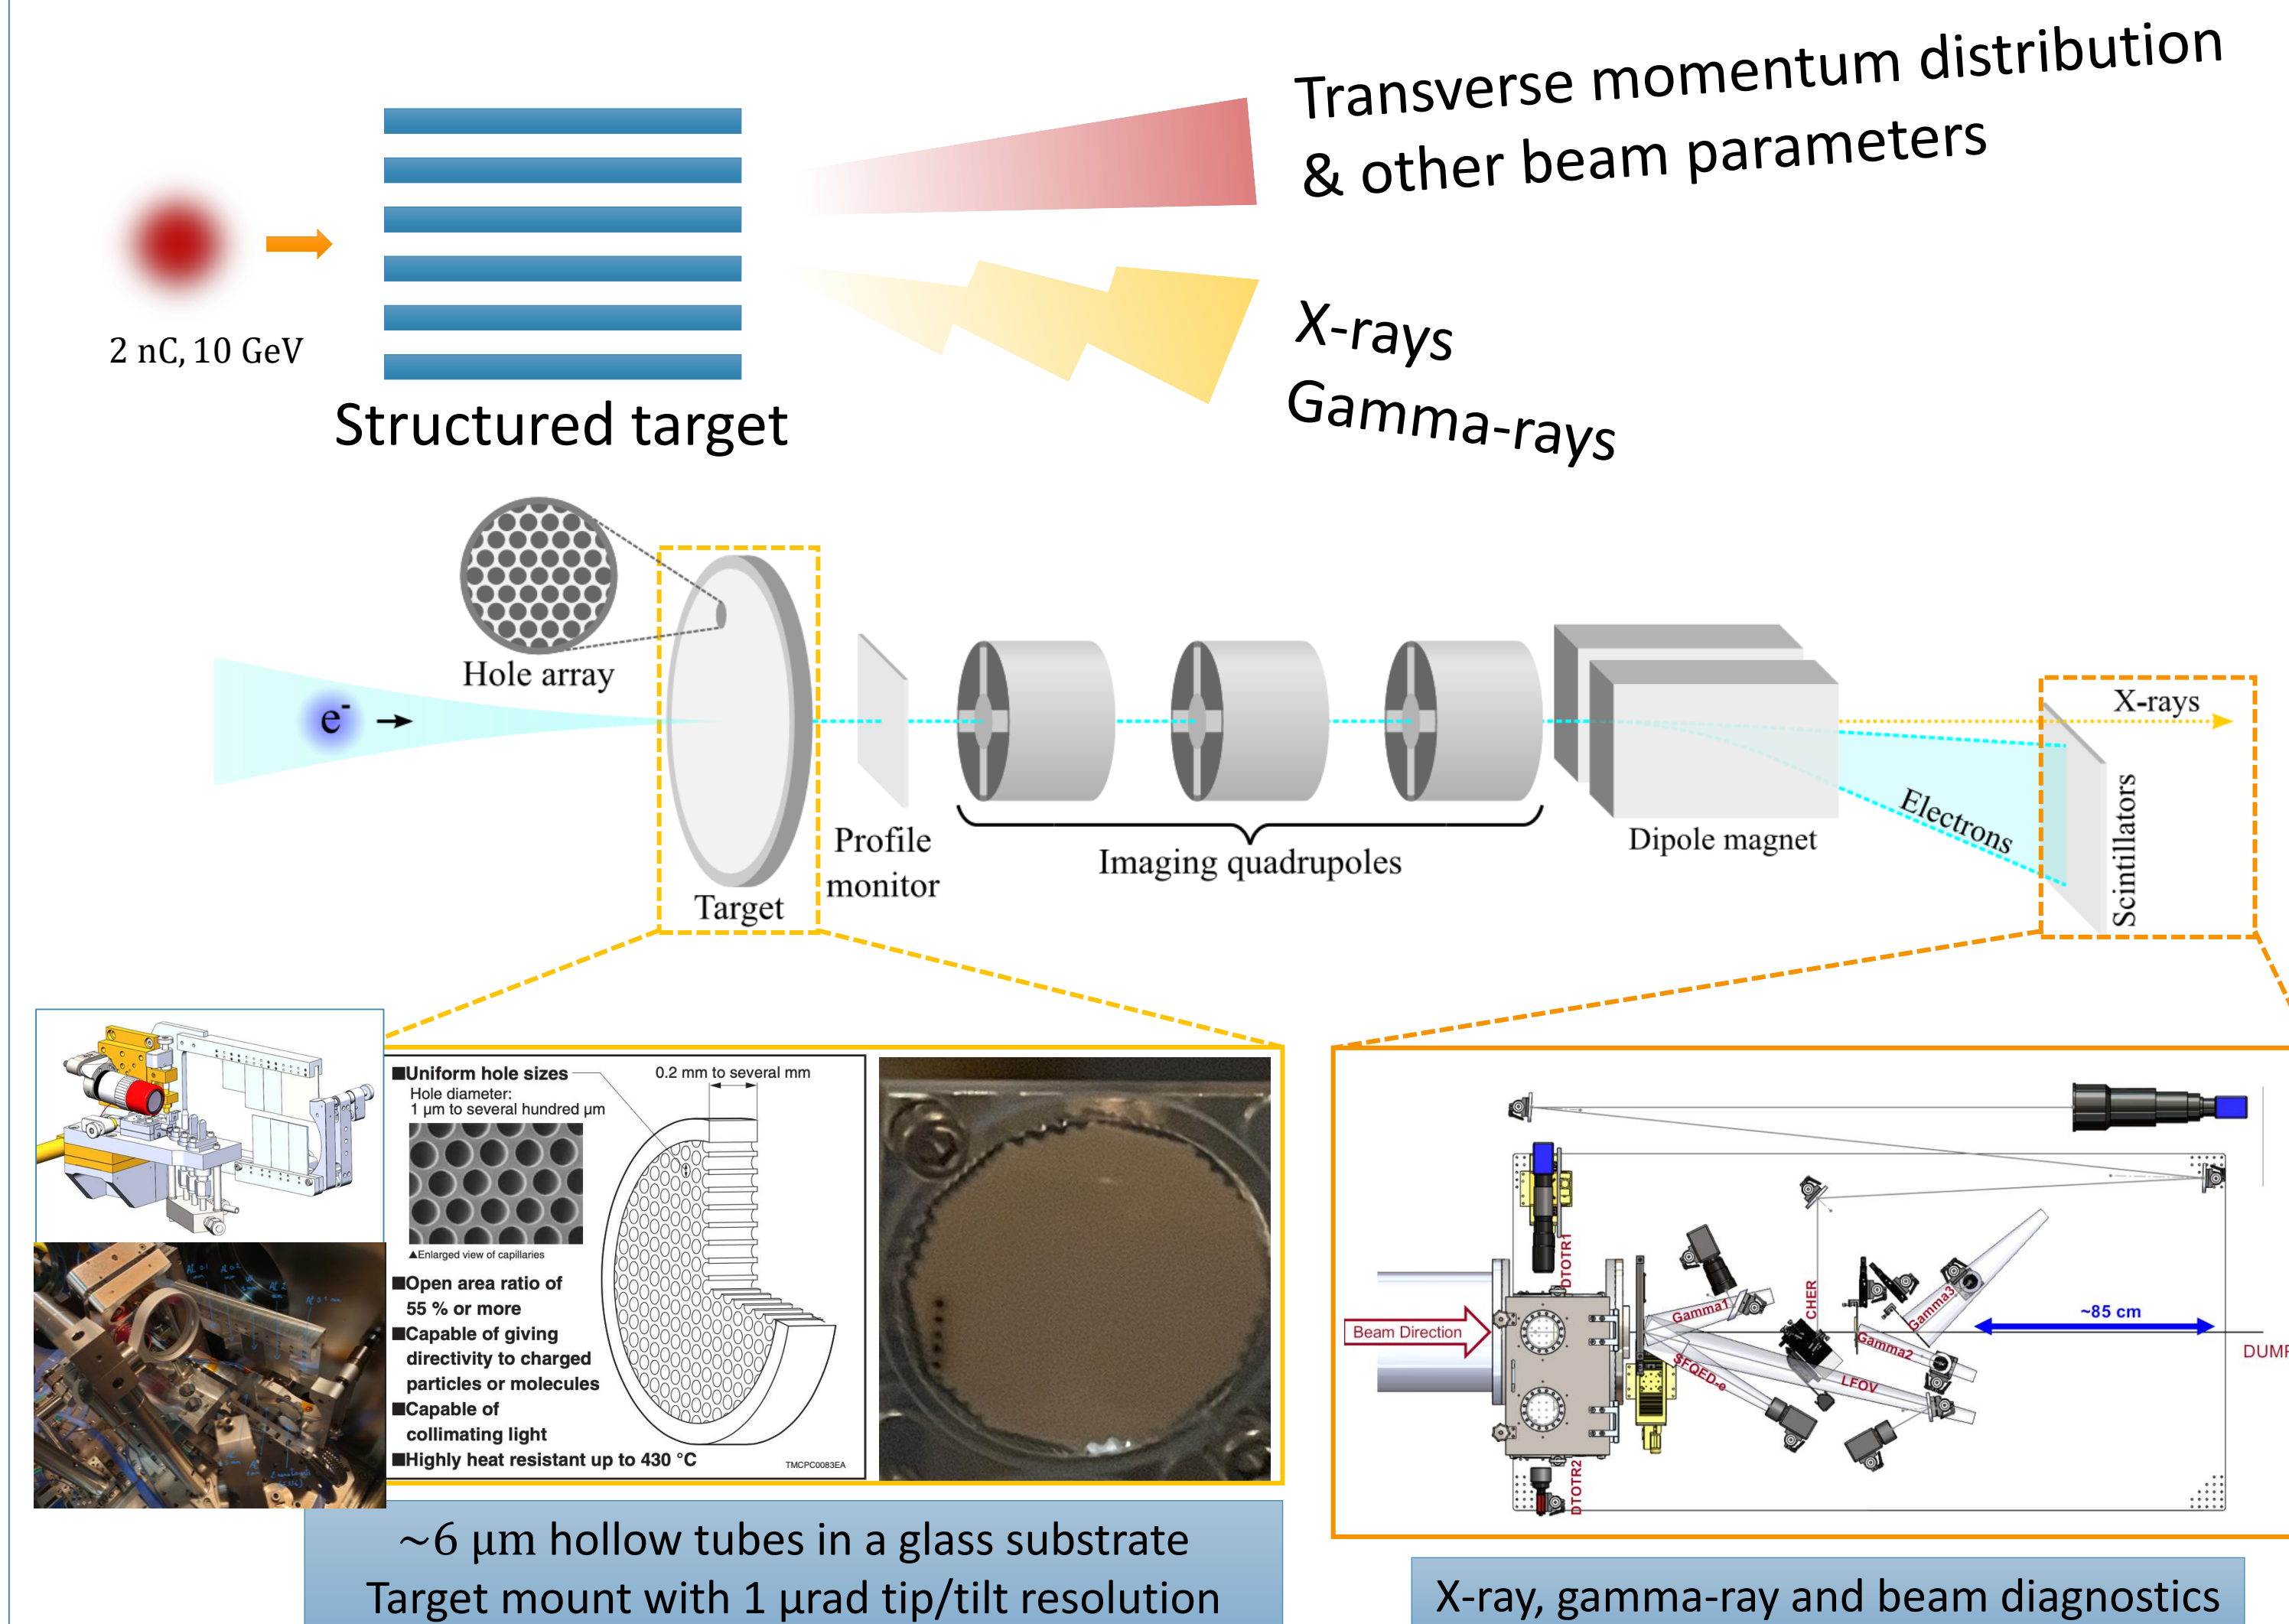 Transverse momentum distribution
& other beam parameters
2 nC, 10 GeV
Structured target
X-rays
Gamma-rays
Hole array
e-
Target
Profile
monitor
Imaging quadrupoles
Dipole magnet
Electrons
X-rays
Scintillators
■Uniform hole sizes
Hole diameter:
1 μm to several hundred μm
0.2 mm to several mm
▲Enlarged view of capillaries
■Open area ratio of
55 % or more
■Capable of giving
directivity to charged
particles or molecules
■Capable of
collimating light
■Highly heat resistant up to 430 °C
TMCPC0083EA
Beam Direction
DTOTR1
DTOTR2
Gamma1
SFQED-e
CHER
LFOV
Gamma2
Gamma3
~85 cm
DUMP
~6 μm hollow tubes in a glass substrate
Target mount with 1 μrad tip/tilt resolution
X-ray, gamma-ray and beam diagnostics